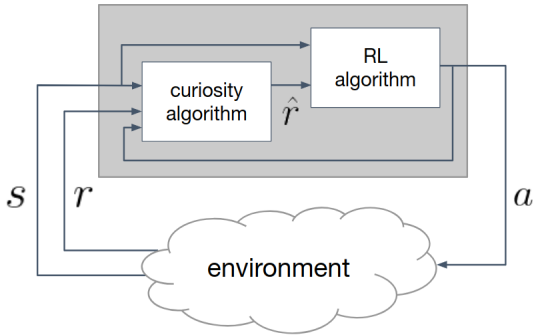 RL
algorithm
curiosity
algorithm
r̂
s
r
a
environment